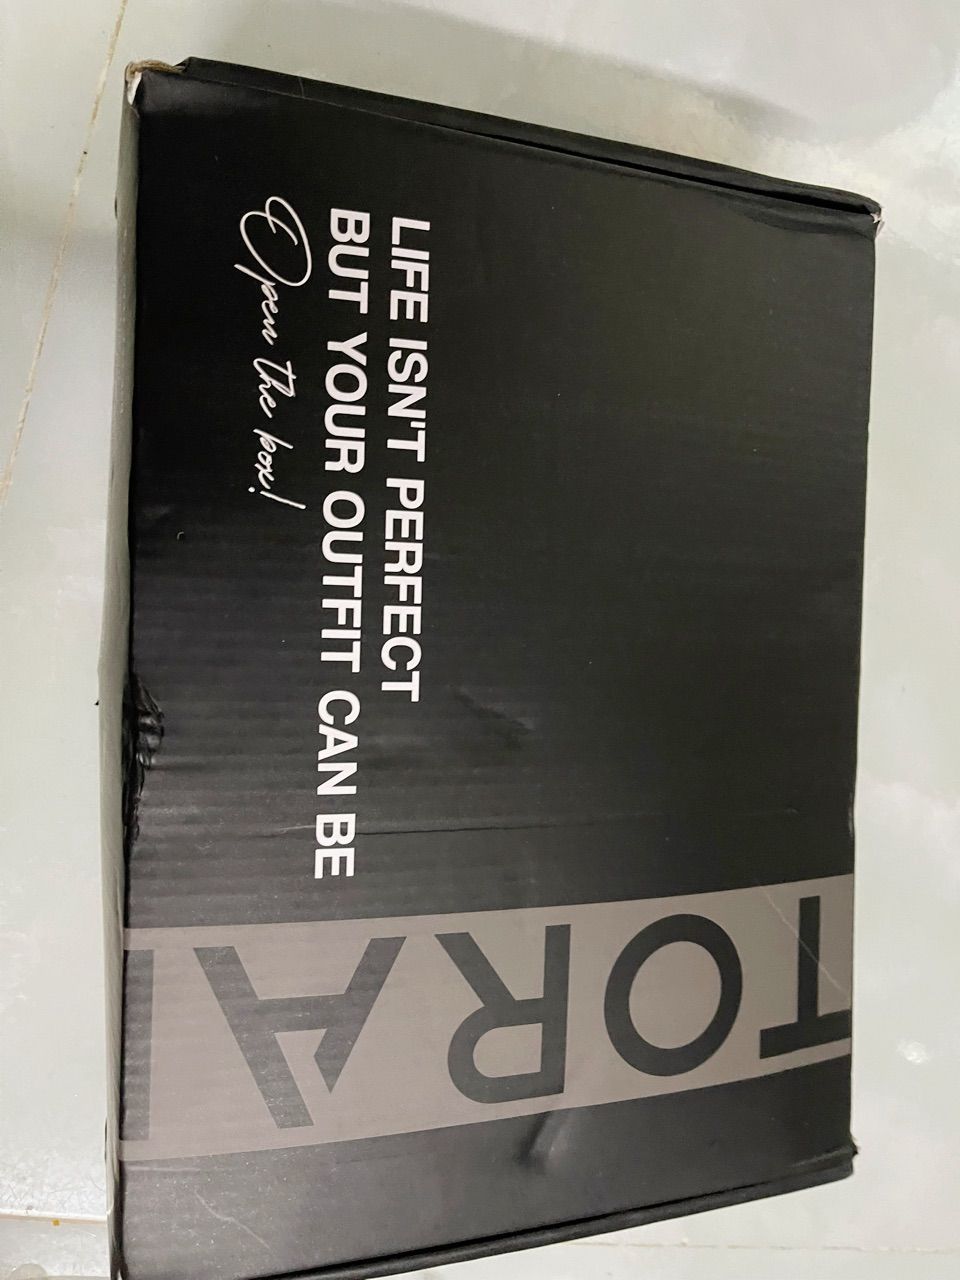 LIFE ISN'T PERFECT
BUT YOUR OUTFIT CAN BE
Open the box!
TORA